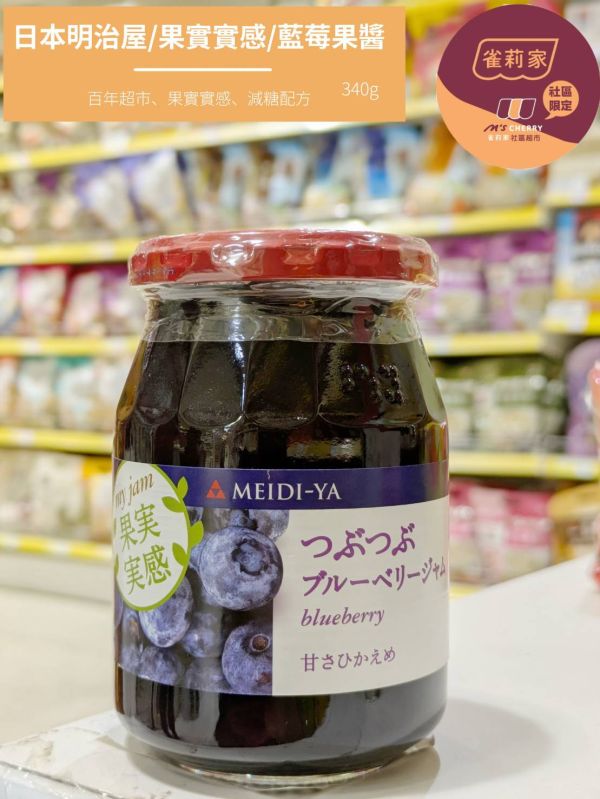 日本明治屋/果實實感/藍莓果醬
百年超市、果實實感、減糖配方
340g
雀莉家
社區
限定
M'S CHERRY
雀莉家社區超市
my jam
果実
実感
MEIDI-YA
つぶつぶ
ブルーベリージャム
blueberry
甘さひかえめ